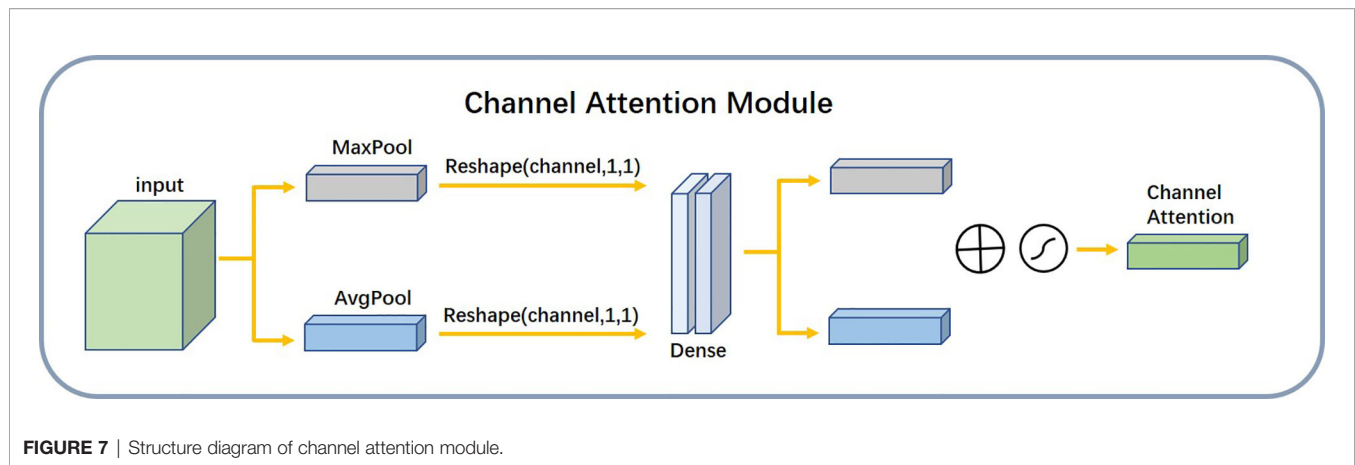 Channel Attention Module
input
MaxPool
Reshape(channel,1,1)
AvgPool
Reshape(channel,1,1)
Dense
Channel
Attention
FIGURE 7 | Structure diagram of channel attention module.